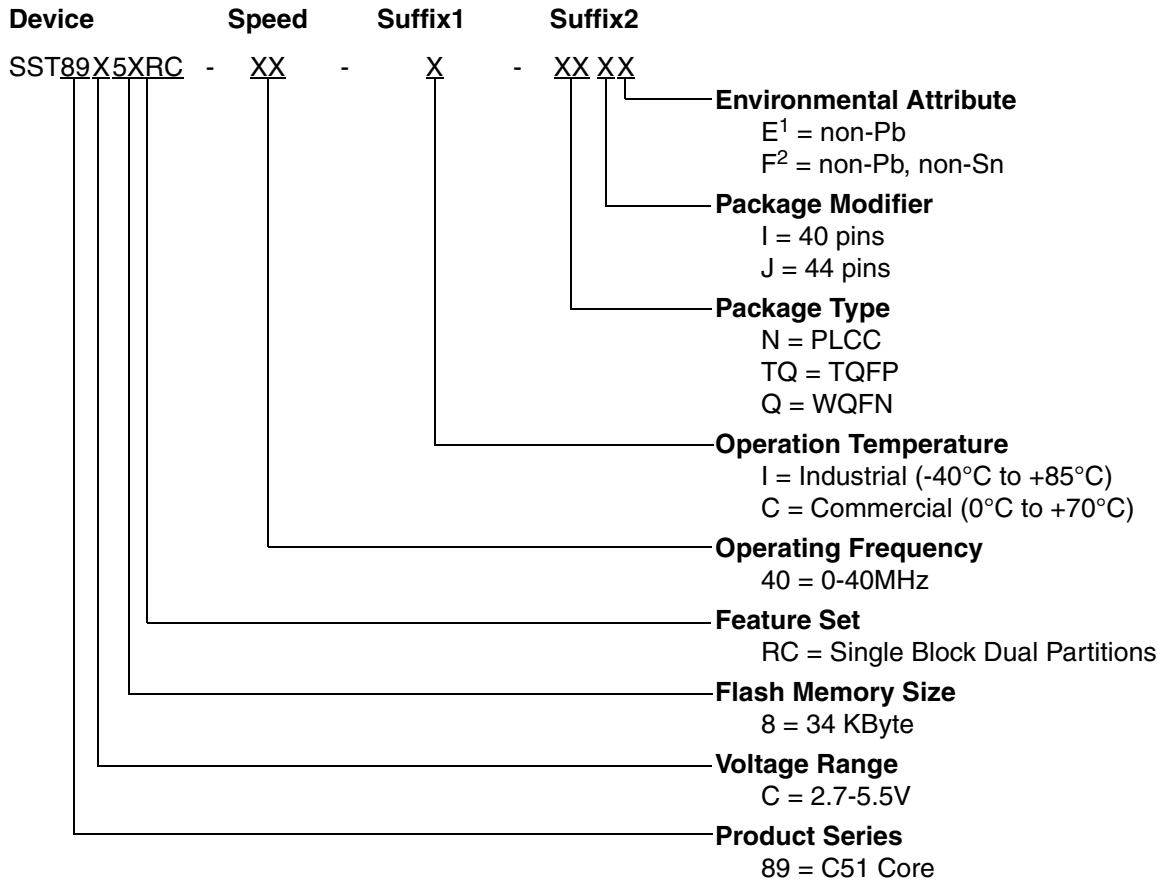 Device Speed Suffix1 Suffix2
SST89X5XRC - XX - X - XX X X
Environmental Attribute
E1 = non-Pb
F2 = non-Pb, non-Sn
Package Modifier
I = 40 pins
J = 44 pins
Package Type
N = PLCC
TQ = TQFP
Q = WQFN
Operation Temperature
I = Industrial (-40°C to +85°C)
C = Commercial (0°C to +70°C)
Operating Frequency
40 = 0-40MHz
Feature Set
RC = Single Block Dual Partitions
Flash Memory Size
8 = 34 KByte
Voltage Range
C = 2.7-5.5V
Product Series
89 = C51 Core